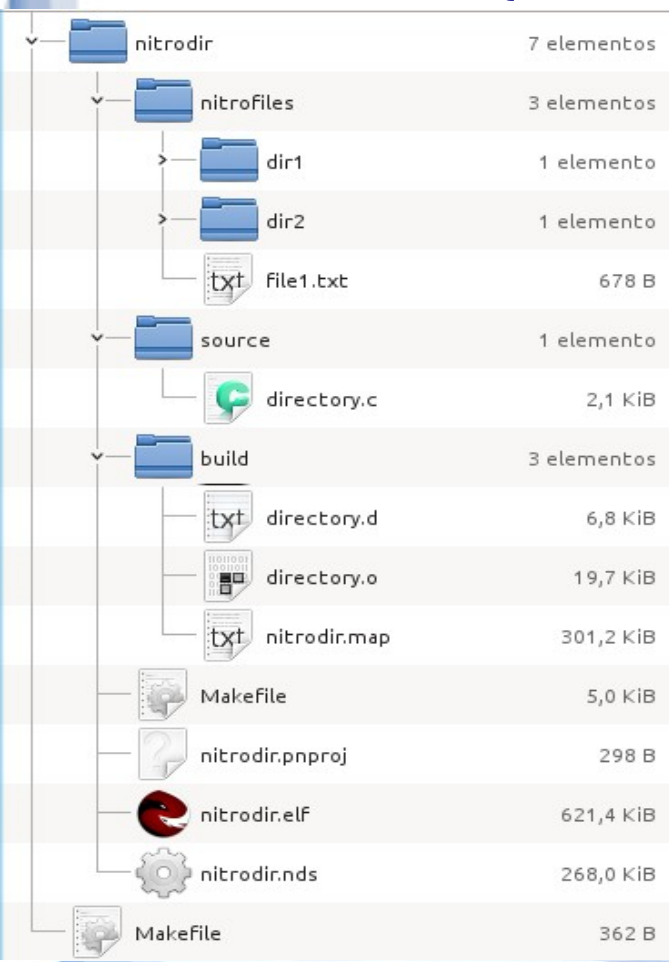 nitrodir 7 elementos
nitrofiles 3 elementos
dir1 1 elemento
dir2 1 elemento
txt file1.txt 678 B
source 1 elemento
directory.c 2,1 KiB
build 3 elementos
txt directory.d 6,8 KiB
directory.o 19,7 KiB
txt nitrodir.map 301,2 KiB
Makefile 5,0 KiB
nitrodir.pnproj 298 B
nitrodir.elf 621,4 KiB
nitrodir.nds 268,0 KiB
Makefile 362 B